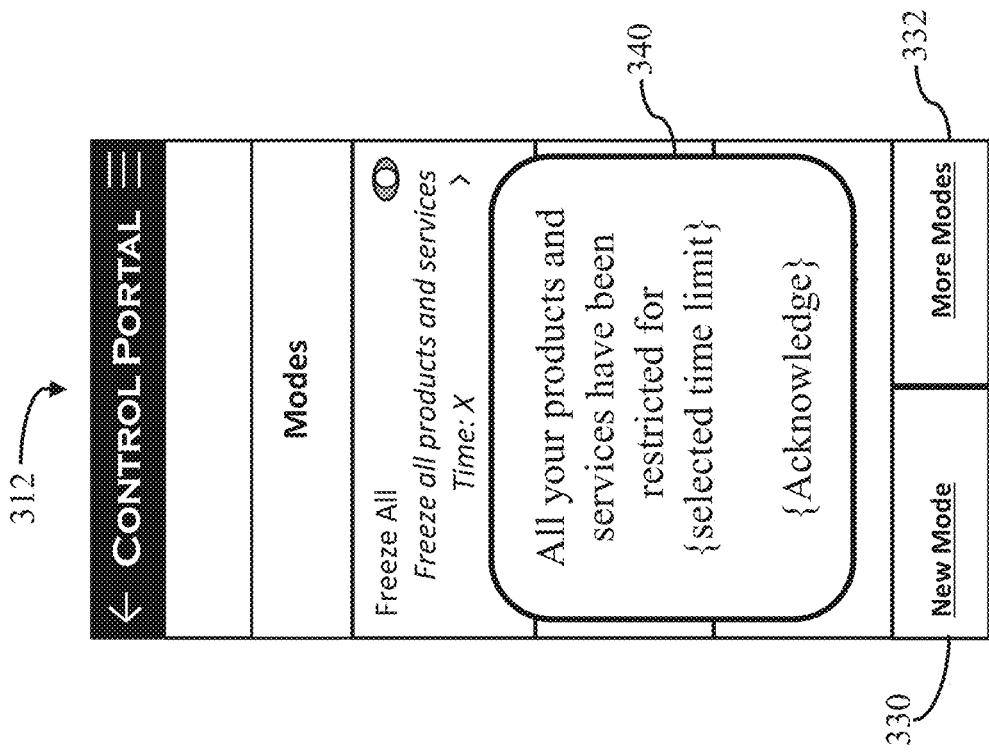 312
← CONTROL PORTAL
Modes
Freeze All
Freeze all products and services
Time: X >
All your products and
services have been
restricted for
{selected time limit}
{Acknowledge}
340
New Mode More Modes
330 332